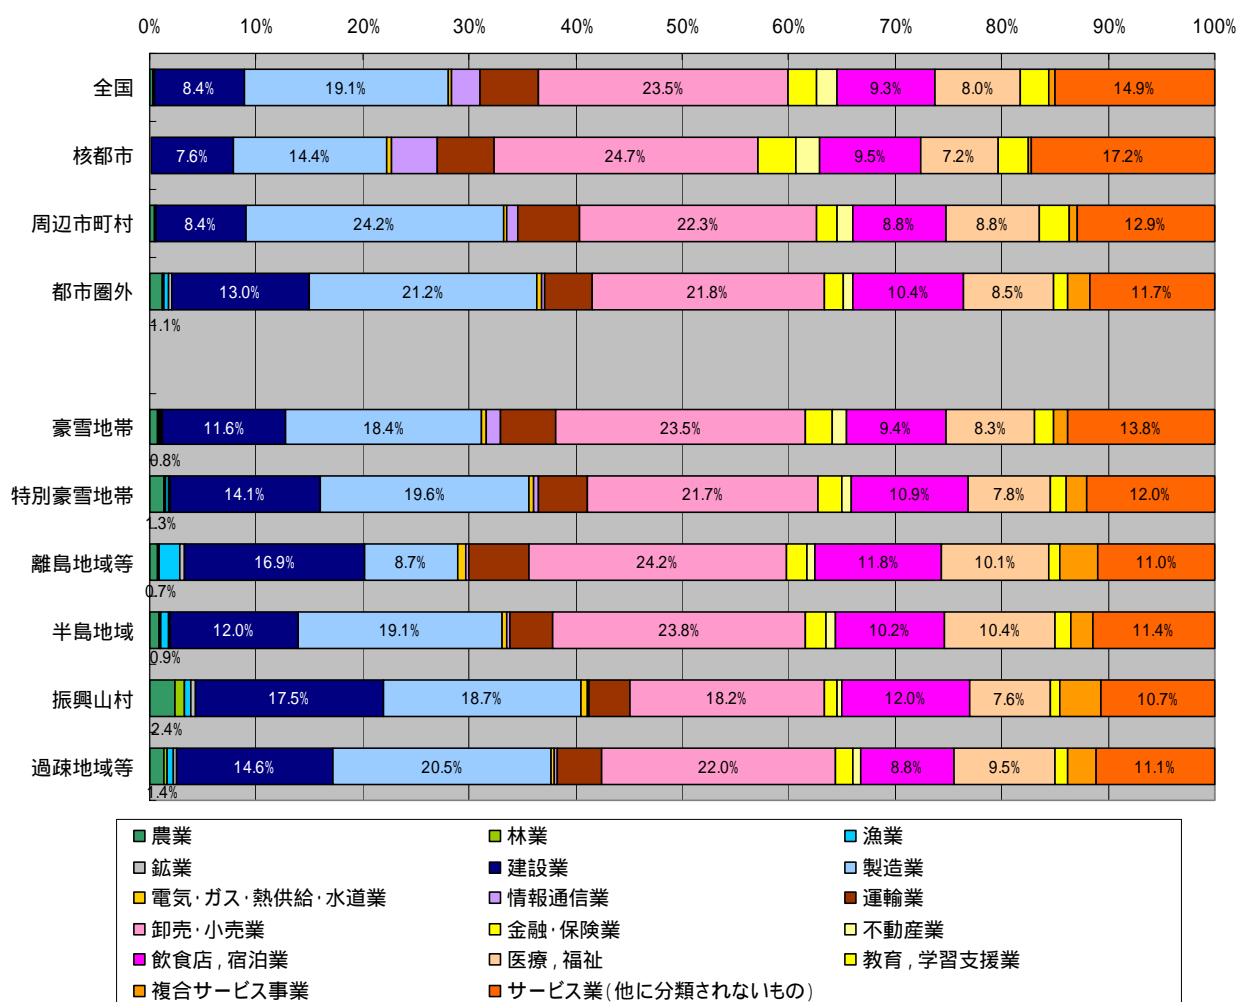 0% 10% 20% 30% 40% 50% 60% 70% 80% 90% 100%
全国 8.4% 19.1% 23.5% 9.3% 8.0% 14.9%
核都市 7.6% 14.4% 24.7% 9.5% 7.2% 17.2%
周辺市町村 8.4% 24.2% 22.3% 8.8% 8.8% 12.9%
都市圏外 13.0% 21.2% 21.8% 10.4% 8.5% 11.7%
1.1%
豪雪地帯 11.6% 18.4% 23.5% 9.4% 8.3% 13.8%
0.8%
特別豪雪地帯 14.1% 19.6% 21.7% 10.9% 7.8% 12.0%
1.3%
離島地域等 16.9% 8.7% 24.2% 11.8% 10.1% 11.0%
0.7%
半島地域 12.0% 19.1% 23.8% 10.2% 10.4% 11.4%
0.9%
振興山村 17.5% 18.7% 18.2% 12.0% 7.6% 10.7%
2.4%
過疎地域等 14.6% 20.5% 22.0% 8.8% 9.5% 11.1%
1.4%
農業 林業 漁業
鉱業 建設業 製造業
電気・ガス・熱供給・水道業 情報通信業 運輸業
卸売・小売業 金融・保険業 不動産業
飲食店,宿泊業 医療,福祉 教育,学習支援業
複合サービス事業 サービス業(他に分類されないもの)